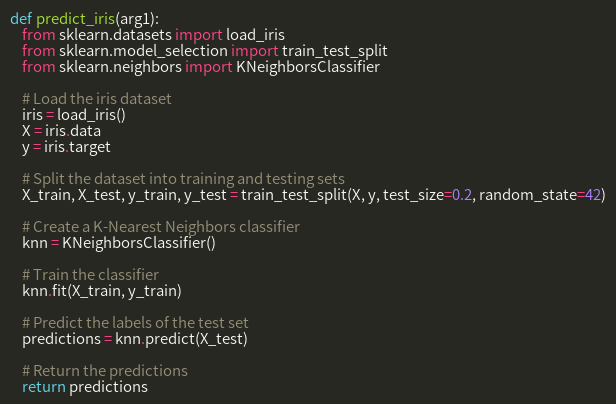 def predict_iris(arg1):
    from sklearn.datasets import load_iris
    from sklearn.model_selection import train_test_split
    from sklearn.neighbors import KNeighborsClassifier

    # Load the iris dataset
    iris = load_iris()
    X = iris.data
    y = iris.target

    # Split the dataset into training and testing sets
    X_train, X_test, y_train, y_test = train_test_split(X, y, test_size=0.2, random_state=42)

    # Create a K-Nearest Neighbors classifier
    knn = KNeighborsClassifier()

    # Train the classifier
    knn.fit(X_train, y_train)

    # Predict the labels of the test set
    predictions = knn.predict(X_test)

    # Return the predictions
    return predictions